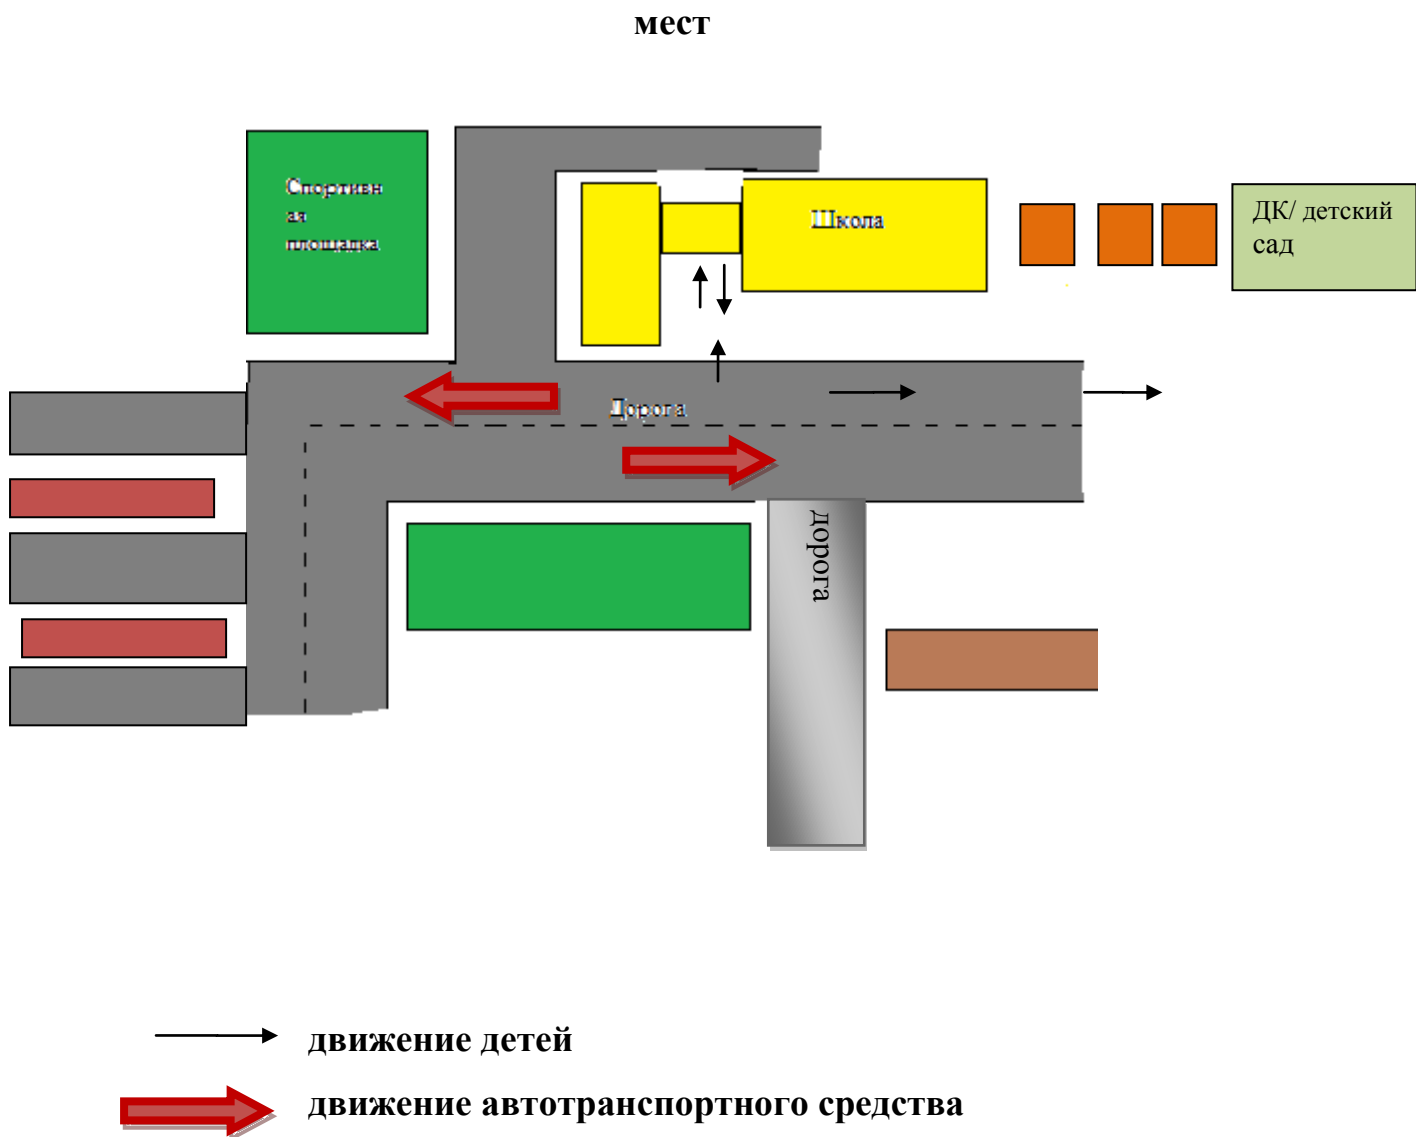 мест
Спортивн
ая
площадка
Школа
ДК/ детский
сад
Дорога
дорога
движение детей
движение автотранспортного средства